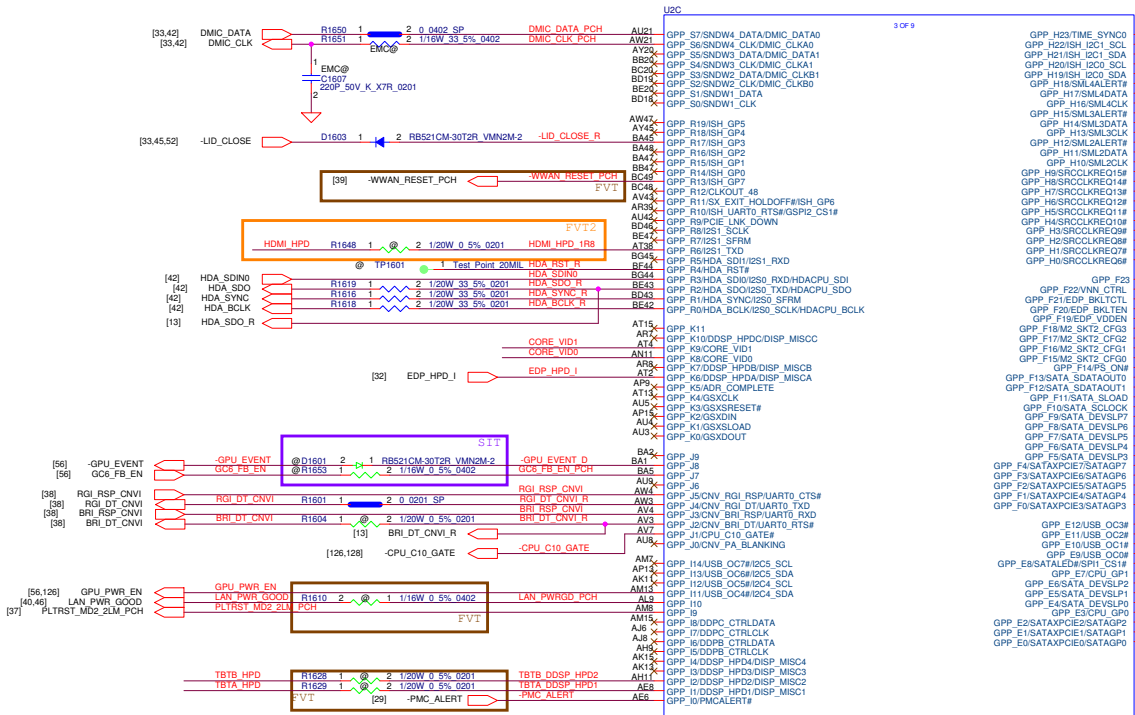 U2C
3 OF 9
[33,42] DMIC_DATA R1650 1 2 0_0402_SP DMIC_DATA_PCH AU21 GPP_S7/SNDW4_DATA/DMIC_DATA0 GPP_H23/TIME_SYNC0
[33,42] DMIC_CLK R1651 1 2 1/16W_33_5%_0402 DMIC_CLK_PCH AW21 GPP_S6/SNDW4_CLK/DMIC_CLKA0 GPP_H22/ISH_I2C1_SCL
EMC@ AY20 GPP_S5/SNDW3_DATA/DMIC_DATA1 GPP_H21/ISH_I2C1_SDA
BB20 GPP_S4/SNDW3_CLK/DMIC_CLKA1 GPP_H20/ISH_I2C0_SCL
1 EMC@ BC20 GPP_S3/SNDW2_DATA/DMIC_CLKB1 GPP_H19/ISH_I2C0_SDA
C1607 BD19 GPP_S2/SNDW2_CLK/DMIC_CLKB0 GPP_H18/SML4ALERT#
220P_50V_K_X7R_0201 BE20 GPP_S1/SNDW1_DATA GPP_H17/SML4DATA
2 BD18 GPP_S0/SNDW1_CLK GPP_H16/SML4CLK
GPP_H15/SML3ALERT#
AW47 GPP_R19/ISH_GP5 GPP_H14/SML3DATA
AY45 GPP_R18/ISH_GP4 GPP_H13/SML3CLK
[33,45,52] -LID_CLOSE D1603 1 2 RB521CM-30T2R_VMN2M-2 -LID_CLOSE_R BA45 GPP_R17/ISH_GP3 GPP_H12/SML2ALERT#
BA48 GPP_R16/ISH_GP2 GPP_H11/SML2DATA
BA47 GPP_R15/ISH_GP1 GPP_H10/SML2CLK
BB47 GPP_R14/ISH_GP0 GPP_H9/SRCCLKREQ15#
[39] -WWAN_RESET_PCH -WWAN_RESET_PCH BC49 GPP_R13/ISH_GP7 GPP_H8/SRCCLKREQ14#
FVT BC48 GPP_R12/CLKOUT_48 GPP_H7/SRCCLKREQ13#
AV43 GPP_R11/SX_EXIT_HOLDOFF#/ISH_GP6 GPP_H6/SRCCLKREQ12#
AR39 GPP_R10/ISH_UART0_RTS#/GSPI2_CS1# GPP_H5/SRCCLKREQ11#
AU42 GPP_R9/PCIE_LNK_DOWN GPP_H4/SRCCLKREQ10#
FVT2 BD46 GPP_R8/I2S1_SCLK GPP_H3/SRCCLKREQ9#
BE47 GPP_R7/I2S1_SFRM GPP_H2/SRCCLKREQ8#
HDMI_HPD R1648 1 @ 2 1/20W_0_5%_0201 HDMI_HPD_1R8 AT38 GPP_R6/I2S1_TXD GPP_H1/SRCCLKREQ7#
BG45 GPP_R5/HDA_SDI1/I2S1_RXD GPP_H0/SRCCLKREQ6#
@ TP1601 1 Test_Point_20MIL HDA_RST_R BF44 GPP_R4/HDA_RST#
[42] HDA_SDIN0 HDA_SDIN0 BG44 GPP_R3/HDA_SDI0/I2S0_RXD/HDACPU_SDI GPP_F23
[42] HDA_SDO R1619 1 2 1/20W_33_5%_0201 HDA_SDO_R BE43 GPP_R2/HDA_SDO/I2S0_TXD/HDACPU_SDO GPP_F22/VNN_CTRL
[42] HDA_SYNC R1616 1 2 1/20W_33_5%_0201 HDA_SYNC_R BD43 GPP_R1/HDA_SYNC/I2S0_SFRM GPP_F21/EDP_BKLTCTL
[42] HDA_BCLK R1618 1 2 1/20W_33_5%_0201 HDA_BCLK_R BE42 GPP_R0/HDA_BCLK/I2S0_SCLK/HDACPU_BCLK GPP_F20/EDP_BKLTEN
[13] HDA_SDO_R GPP_F19/EDP_VDDEN
AT15 GPP_K11 GPP_F18/M2_SKT2_CFG3
AR7 GPP_K10/DDSP_HPDC/DISP_MISCC GPP_F17/M2_SKT2_CFG2
CORE_VID1 AT4 GPP_K9/CORE_VID1 GPP_F16/M2_SKT2_CFG1
CORE_VID0 AN11 GPP_K8/CORE_VID0 GPP_F15/M2_SKT2_CFG0
AR8 GPP_K7/DDSP_HPDB/DISP_MISCB GPP_F14/PS_ON#
[32] EDP_HPD_I EDP_HPD_I AT2 GPP_K6/DDSP_HPDA/DISP_MISCA GPP_F13/SATA_SDATAOUT0
AP9 GPP_K5/ADR_COMPLETE GPP_F12/SATA_SDATAOUT1
AT13 GPP_K4/GSXCLK GPP_F11/SATA_SLOAD
AU5 GPP_K3/GSXSRESET# GPP_F10/SATA_SCLOCK
AP15 GPP_K2/GSXDIN GPP_F9/SATA_DEVSLP7
AU4 GPP_K1/GSXSLOAD GPP_F8/SATA_DEVSLP6
AU3 GPP_K0/GSXDOUT GPP_F7/SATA_DEVSLP5
SIT GPP_F6/SATA_DEVSLP4
BA2 GPP_J9 GPP_F5/SATA_DEVSLP3
[56] -GPU_EVENT -GPU_EVENT @D1601 2 1 RB521CM-30T2R_VMN2M-2 -GPU_EVENT_D BA1 GPP_J8 GPP_F4/SATAXPCIE7/SATAGP7
[56] GC6_FB_EN GC6_FB_EN @R1653 1 2 1/16W_0_5%_0402 GC6_FB_EN_PCH BA5 GPP_J7 GPP_F3/SATAXPCIE6/SATAGP6
AU9 GPP_J6 GPP_F2/SATAXPCIE5/SATAGP5
[38] RGI_RSP_CNVI RGI_RSP_CNVI AW4 GPP_J5/CNV_RGI_RSP/UART0_CTS# GPP_F1/SATAXPCIE4/SATAGP4
[38] RGI_DT_CNVI RGI_DT_CNVI R1601 1 2 0_0201_SP RGI_DT_CNVI_R AW3 GPP_J4/CNV_RGI_DT/UART0_TXD GPP_F0/SATAXPCIE3/SATAGP3
[38] BRI_RSP_CNVI BRI_RSP_CNVI AV4 GPP_J3/CNV_BRI_RSP/UART0_RXD
[38] BRI_DT_CNVI BRI_DT_CNVI R1604 1 @ 2 1/20W_0_5%_0201 BRI_DT_CNVI_R AV3 GPP_J2/CNV_BRI_DT/UART0_RTS# GPP_E12/USB_OC3#
[13] BRI_DT_CNVI_R AV7 GPP_J1/CPU_C10_GATE# GPP_E11/USB_OC2#
AU8 GPP_J0/CNV_PA_BLANKING GPP_E10/USB_OC1#
[126,128] -CPU_C10_GATE GPP_E9/USB_OC0#
AM7 GPP_I14/USB_OC7#/I2C5_SCL GPP_E8/SATALED#/SPI1_CS1#
AP13 GPP_I13/USB_OC6#/I2C5_SDA GPP_E7/CPU_GP1
AK11 GPP_I12/USB_OC5#/I2C4_SCL GPP_E6/SATA_DEVSLP2
[56,126] GPU_PWR_EN GPU_PWR_EN AM13 GPP_I11/USB_OC4#/I2C4_SDA GPP_E5/SATA_DEVSLP1
[40,46] LAN_PWR_GOOD LAN_PWR_GOOD R1610 2 @ 1 1/16W_0_5%_0402 LAN_PWRGD_PCH AL9 GPP_I10 GPP_E4/SATA_DEVSLP0
[37] PLTRST_MD2_2LM_PCH PLTRST_MD2_2LM_PCH AM8 GPP_I9 GPP_E3/CPU_GP0
FVT AM15 GPP_I8/DDPC_CTRLDATA GPP_E2/SATAXPCIE2/SATAGP2
AJ6 GPP_I7/DDPC_CTRLCLK GPP_E1/SATAXPCIE1/SATAGP1
AJ8 GPP_I6/DDPB_CTRLDATA GPP_E0/SATAXPCIE0/SATAGP0
AH9 GPP_I5/DDPB_CTRLCLK
AK15 GPP_I4/DDSP_HPD4/DISP_MISC4
AK13 GPP_I3/DDSP_HPD3/DISP_MISC3
TBTB_HPD R1628 1 @ 2 1/20W_0_5%_0201 TBTB_DDSP_HPD2 AH11 GPP_I2/DDSP_HPD2/DISP_MISC2
TBTA_HPD R1629 1 @ 2 1/20W_0_5%_0201 TBTA_DDSP_HPD1 AE8 GPP_I1/DDSP_HPD1/DISP_MISC1
FVT [29] -PMC_ALERT -PMC_ALERT AE6 GPP_I0/PMCALERT#